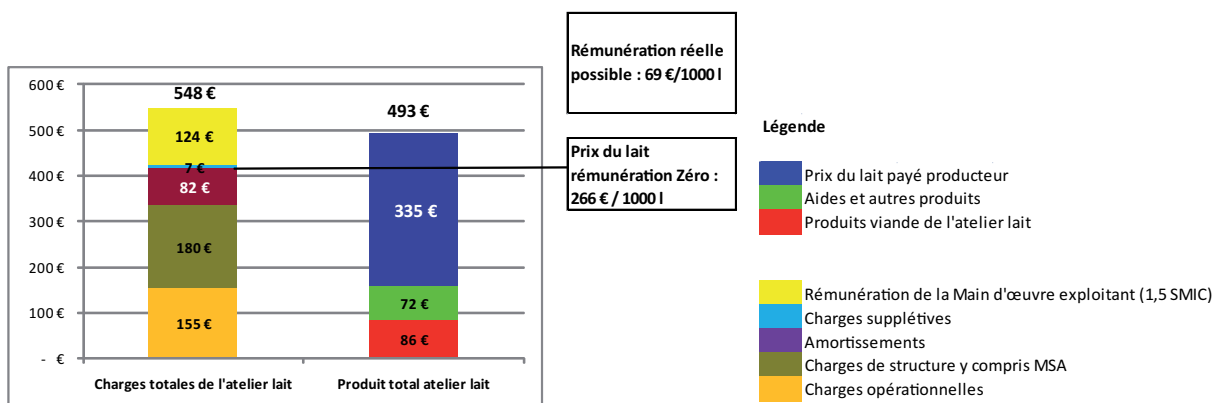 Rémunération réelle
possible : 69 €/1000 l
600 €
500 €
400 €
300 €
200 €
100 €
- €
548 €
124 €
7 €
82 €
180 €
155 €
493 €
335 €
72 €
86 €
Charges totales de l'atelier lait
Produit total atelier lait
Prix du lait
rémunération Zéro :
266 € / 1000 l
Légende
Prix du lait payé producteur
Aides et autres produits
Produits viande de l'atelier lait
Rémunération de la Main d'œuvre exploitant (1,5 SMIC)
Charges supplétives
Amortissements
Charges de structure y compris MSA
Charges opérationnelles